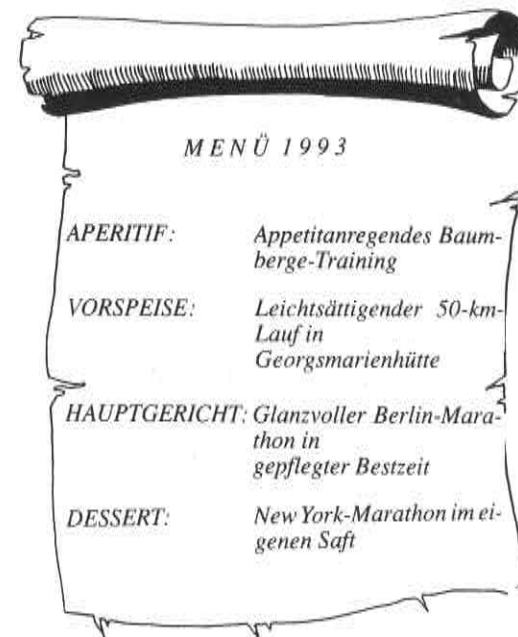 MENÜ 1993
APERITIF: Appetitanregendes Baum-
berge-Training
VORSPEISE: Leichtsättigender 50-km-
Lauf in
Georgsmarienhütte
HAUPTGERICHT: Glanzvoller Berlin-Mara-
thon in
gepflegter Bestzeit
DESSERT: New York-Marathon im ei-
genen Saft